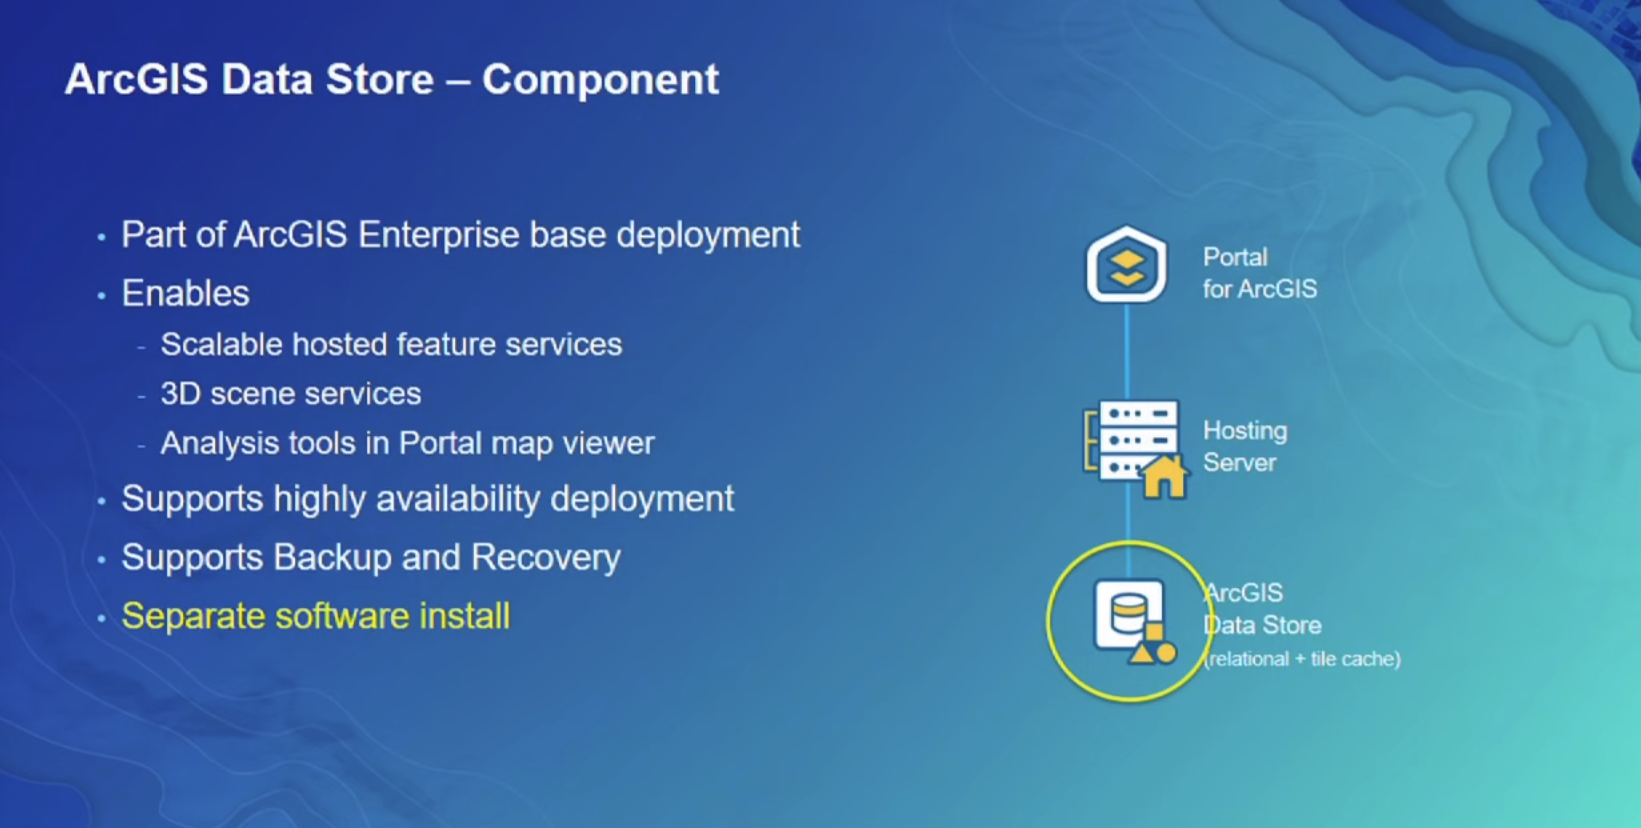 ArcGIS Data Store – Component
• Part of ArcGIS Enterprise base deployment
• Enables
- Scalable hosted feature services
- 3D scene services
- Analysis tools in Portal map viewer
• Supports highly availability deployment
• Supports Backup and Recovery
• Separate software install
Portal
for ArcGIS
Hosting
Server
ArcGIS
Data Store
(relational + tile cache)